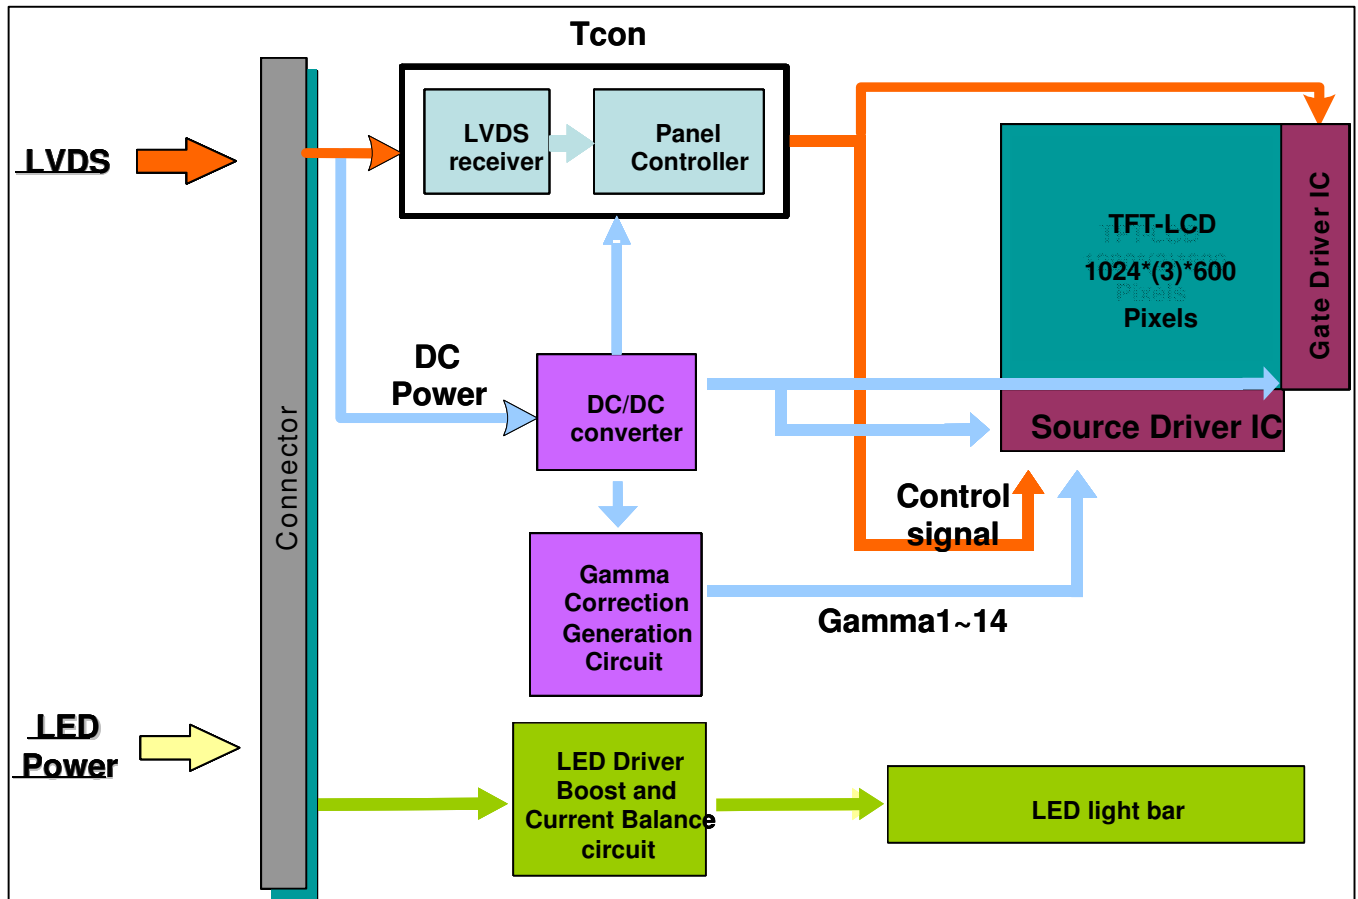 Tcon
LVDS
LVDS
receiver
Panel
Controller
TFT-LCD
1024*(3)*600
Pixels
Gate Driver IC
DC
Power
DC/DC
converter
Source Driver IC
Connector
Control
signal
Gamma
Correction
Generation
Circuit
Gamma1~14
LED
Power
LED Driver
Boost and
Current Balance
circuit
LED light bar